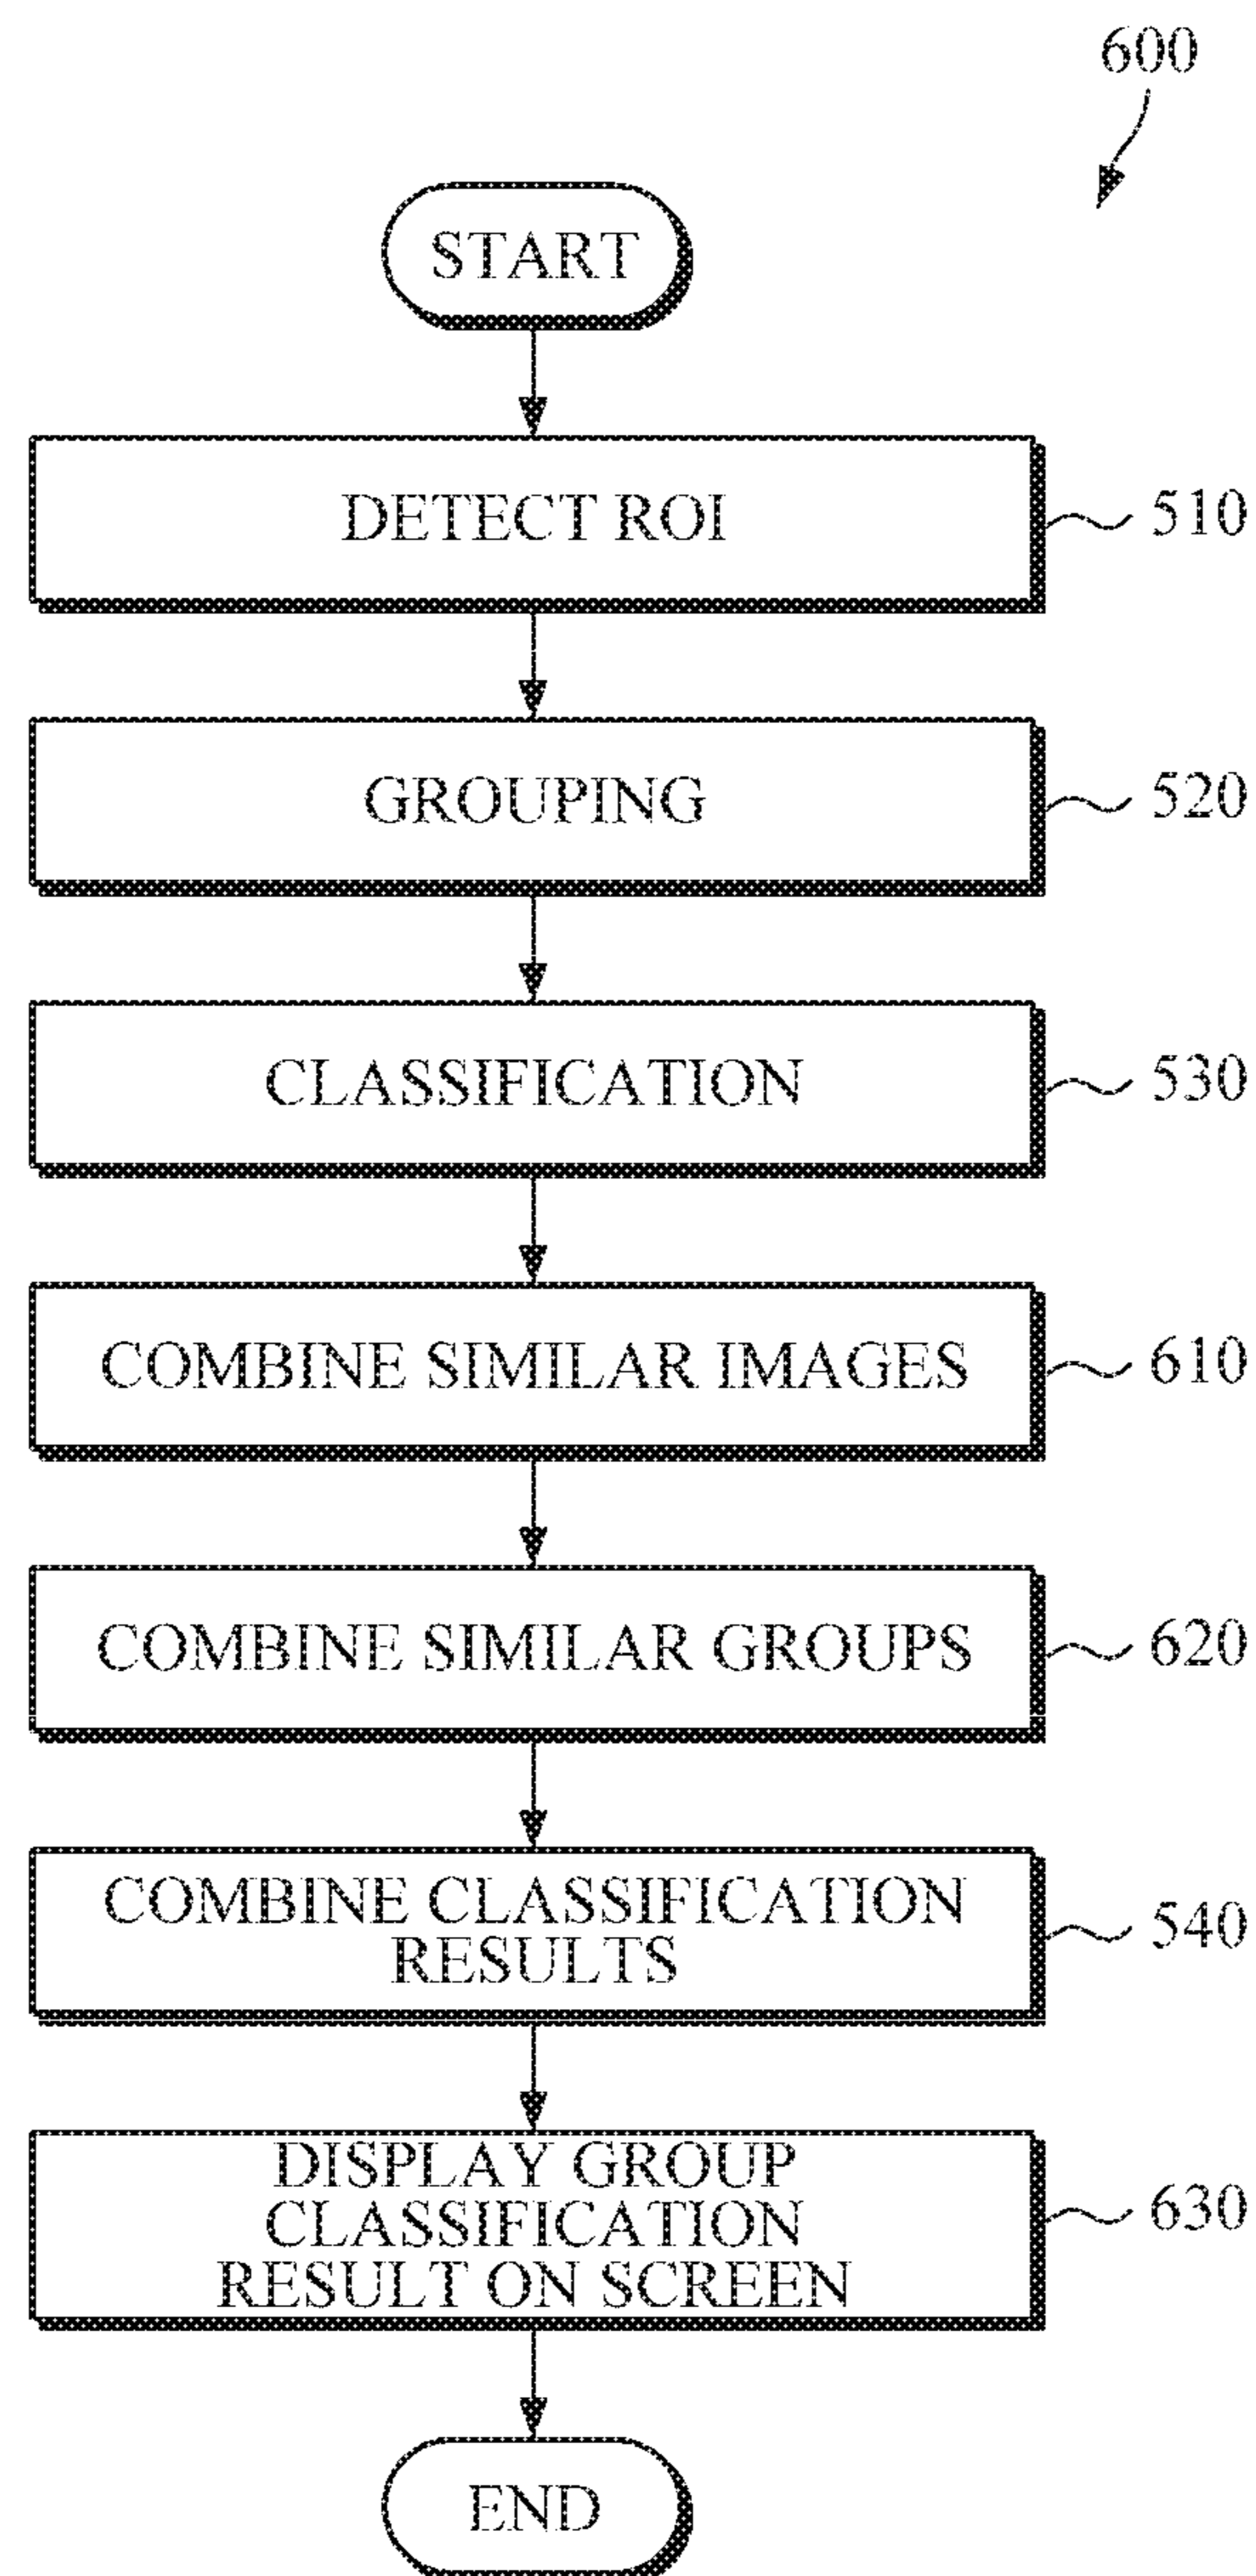 600
START
DETECT ROI
510
GROUPING
520
CLASSIFICATION
530
COMBINE SIMILAR IMAGES
610
COMBINE SIMILAR GROUPS
620
COMBINE CLASSIFICATION
RESULTS
540
DISPLAY GROUP
CLASSIFICATION
RESULT ON SCREEN
630
END